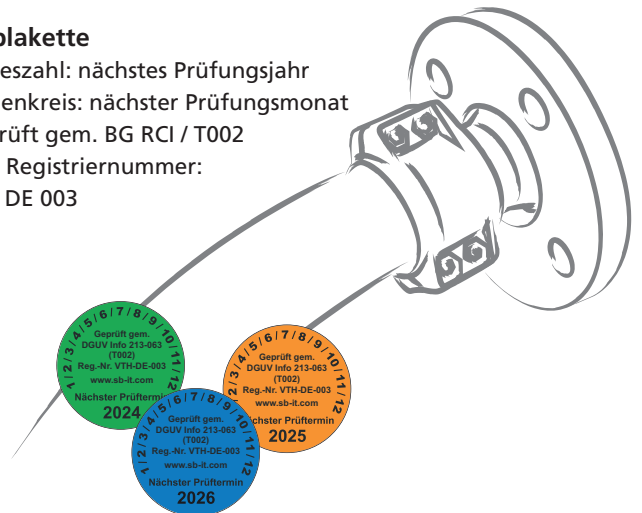 plakette
eszahl: nächstes Prüfungsjahr
enkreis: nächster Prüfungsmonat
rüft gem. BG RCI / T002
Registriernummer:
DE 003
1/2/3/4/5/6/7/8/9/10/11/12
Geprüft gem.
DGUV Info 213-063
(T002)
Reg.-Nr. VTH-DE-003
www.sb-it.com
Nächster Prüftermin
2024
2/3/4/5/6/7/8/9/10/11/12
Geprüft gem.
DGUV Info 213-063
(T002)
Reg.-Nr. VTH-DE-003
www.sb-it.com
chster Prüftermin
2025
1/2/3/4/5/6/7/8/9/10/11/12
Geprüft gem.
DGUV Info 213-063
(T002)
Reg.-Nr. VTH-DE-003
www.sb-it.com
Nächster Prüftermin
2026